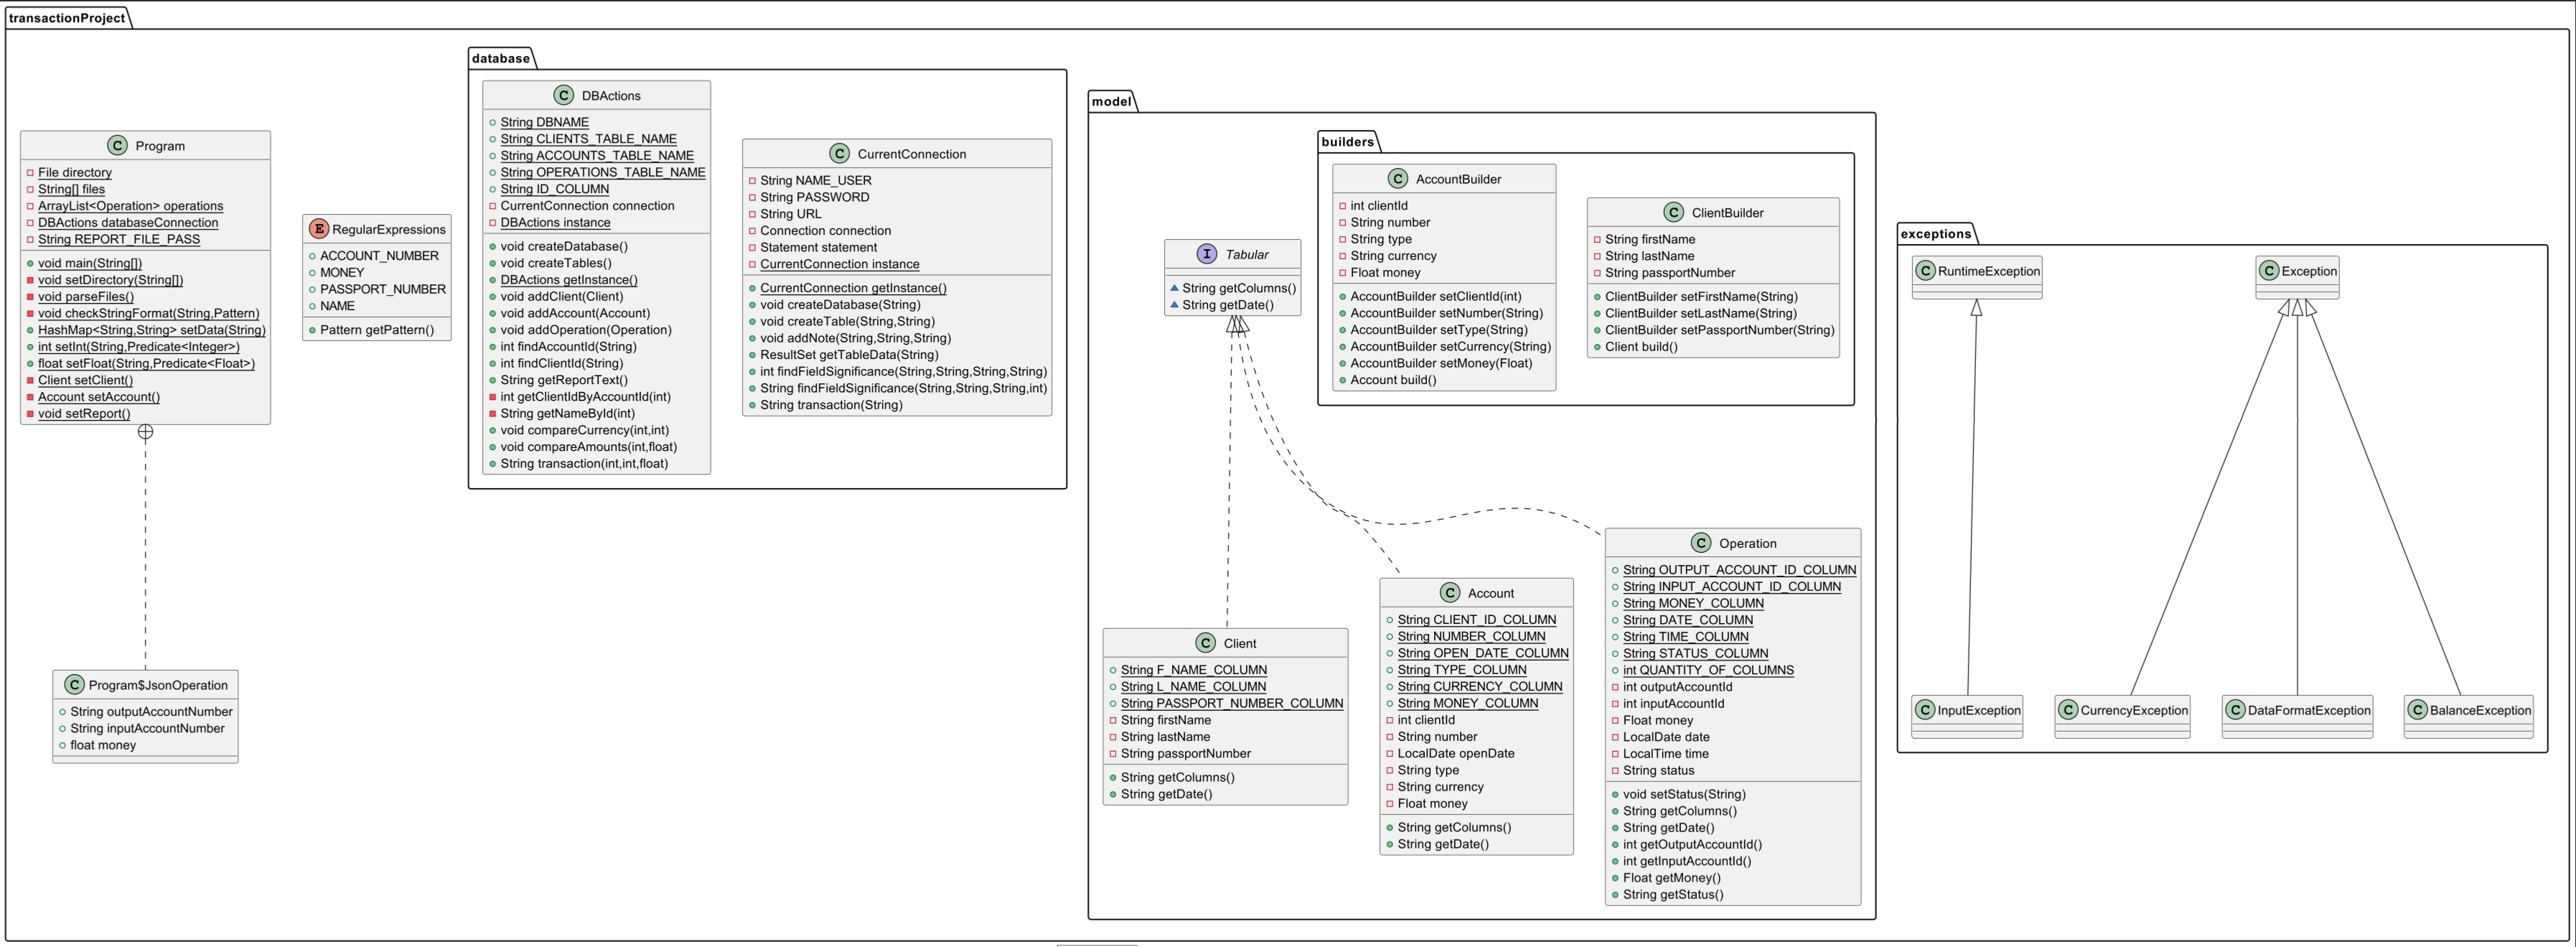 transactionProject
Program
File directory
String[] files
ArrayList<Operation> operations
DBActions databaseConnection
String REPORT_FILE_PASS
void main(String[])
void setDirectory(String[])
void parseFiles()
void checkStringFormat(String,Pattern)
HashMap<String,String> setData(String)
int setInt(String,Predicate<Integer>)
float setFloat(String,Predicate<Float>)
Client setClient()
Account setAccount()
void setReport()
Program$JsonOperation
String outputAccountNumber
String inputAccountNumber
float money
RegularExpressions
ACCOUNT_NUMBER
MONEY
PASSPORT_NUMBER
NAME
Pattern getPattern()
database
DBActions
String DBNAME
String CLIENTS_TABLE_NAME
String ACCOUNTS_TABLE_NAME
String OPERATIONS_TABLE_NAME
String ID_COLUMN
CurrentConnection connection
DBActions instance
void createDatabase()
void createTables()
DBActions getInstance()
void addClient(Client)
void addAccount(Account)
void addOperation(Operation)
int findAccountId(String)
int findClientId(String)
String getReportText()
int getClientIdByAccountId(int)
String getNameById(int)
void compareCurrency(int,int)
void compareAmounts(int,float)
String transaction(int,int,float)
CurrentConnection
String NAME_USER
String PASSWORD
String URL
Connection connection
Statement statement
CurrentConnection instance
CurrentConnection getInstance()
void createDatabase(String)
void createTable(String,String)
void addNote(String,String,String)
ResultSet getTableData(String)
int findFieldSignificance(String,String,String,String)
String findFieldSignificance(String,String,String,int)
String transaction(String)
model
Tabular
String getColumns()
String getDate()
builders
AccountBuilder
int clientId
String number
String type
String currency
Float money
AccountBuilder setClientId(int)
AccountBuilder setNumber(String)
AccountBuilder setType(String)
AccountBuilder setCurrency(String)
AccountBuilder setMoney(Float)
Account build()
ClientBuilder
String firstName
String lastName
String passportNumber
ClientBuilder setFirstName(String)
ClientBuilder setLastName(String)
ClientBuilder setPassportNumber(String)
Client build()
Client
String F_NAME_COLUMN
String L_NAME_COLUMN
String PASSPORT_NUMBER_COLUMN
String firstName
String lastName
String passportNumber
String getColumns()
String getDate()
Account
String CLIENT_ID_COLUMN
String NUMBER_COLUMN
String OPEN_DATE_COLUMN
String TYPE_COLUMN
String CURRENCY_COLUMN
String MONEY_COLUMN
int clientId
String number
LocalDate openDate
String type
String currency
Float money
String getColumns()
String getDate()
Operation
String OUTPUT_ACCOUNT_ID_COLUMN
String INPUT_ACCOUNT_ID_COLUMN
String MONEY_COLUMN
String DATE_COLUMN
String TIME_COLUMN
String STATUS_COLUMN
int QUANTITY_OF_COLUMNS
int outputAccountId
int inputAccountId
Float money
LocalDate date
LocalTime time
String status
void setStatus(String)
String getColumns()
String getDate()
int getOutputAccountId()
int getInputAccountId()
Float getMoney()
String getStatus()
exceptions
RuntimeException
Exception
InputException
CurrencyException
DataFormatException
BalanceException